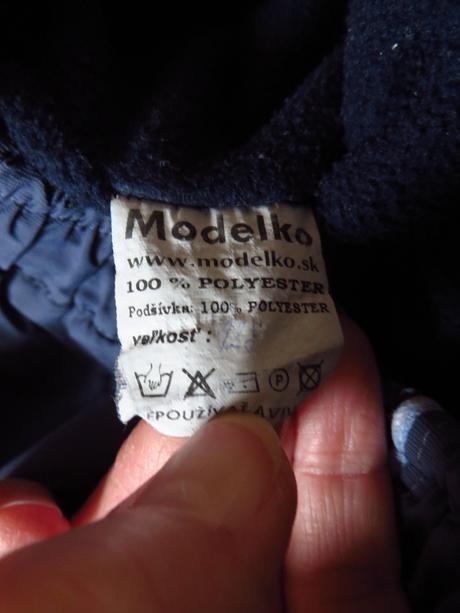 Modelko
www.modelko.sk
100 % POLYESTER
Podšívka: 100% POLYESTER
veľkosť :
P